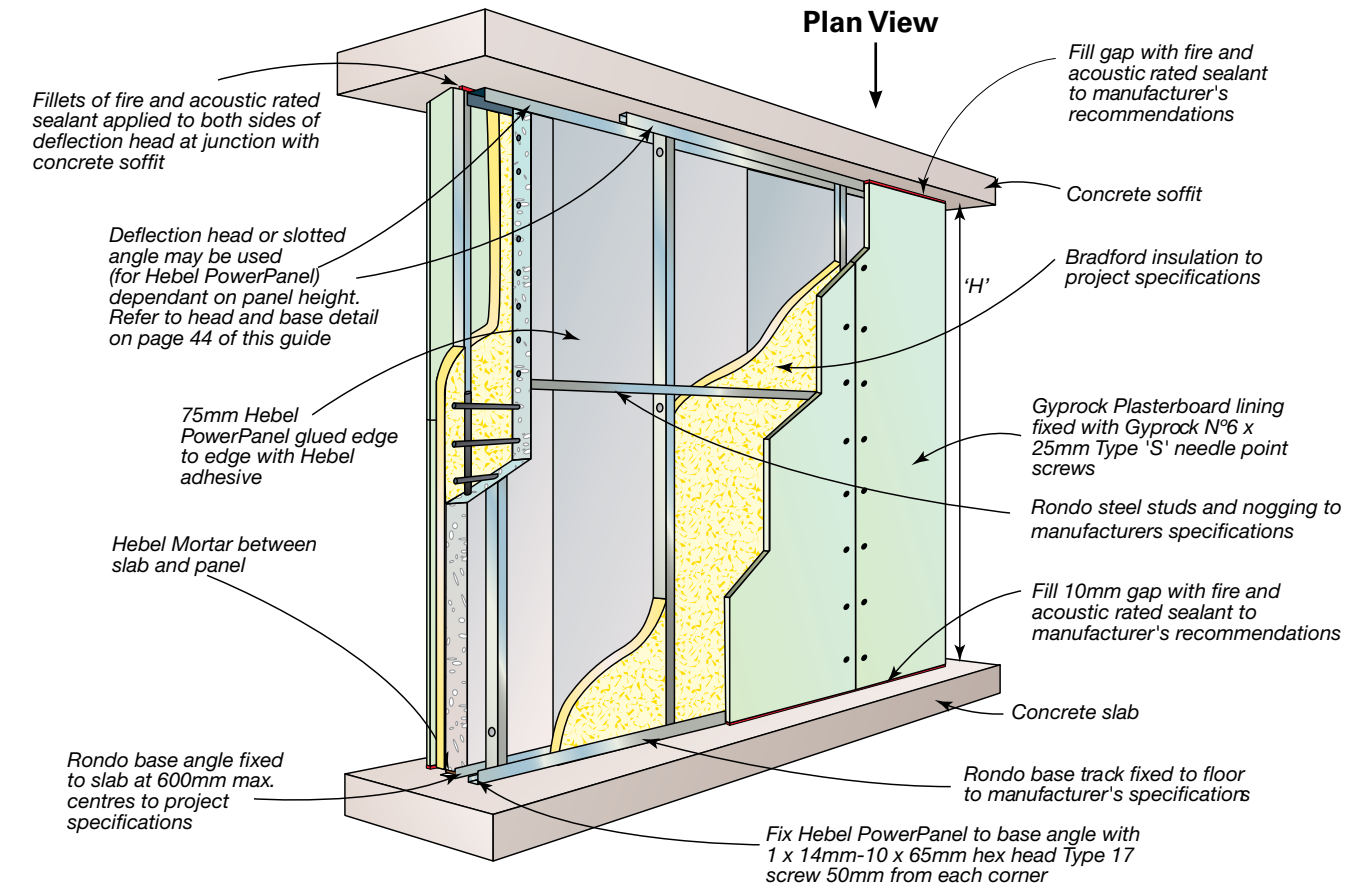 Plan View
Fillets of fire and acoustic rated
sealant applied to both sides of
deflection head at junction with
concrete soffit
Deflection head or slotted
angle may be used
(for Hebel PowerPanel)
dependant on panel height.
Refer to head and base detail
on page 44 of this guide
75mm Hebel
PowerPanel glued edge
to edge with Hebel
adhesive
Hebel Mortar between
slab and panel
Rondo base angle fixed
to slab at 600mm max.
centres to project
specifications
Fill gap with fire and
acoustic rated sealant
to manufacturer's
recommendations
Concrete soffit
Bradford insulation to
project specifications
'H'
Gyprock Plasterboard lining
fixed with Gyprock Nº6 x
25mm Type 'S' needle point
screws
Rondo steel studs and nogging to
manufacturers specifications
Fill 10mm gap with fire and
acoustic rated sealant to
manufacturer's recommendations
Concrete slab
Rondo base track fixed to floor
to manufacturer's specifications
Fix Hebel PowerPanel to base angle with
1 x 14mm-10 x 65mm hex head Type 17
screw 50mm from each corner